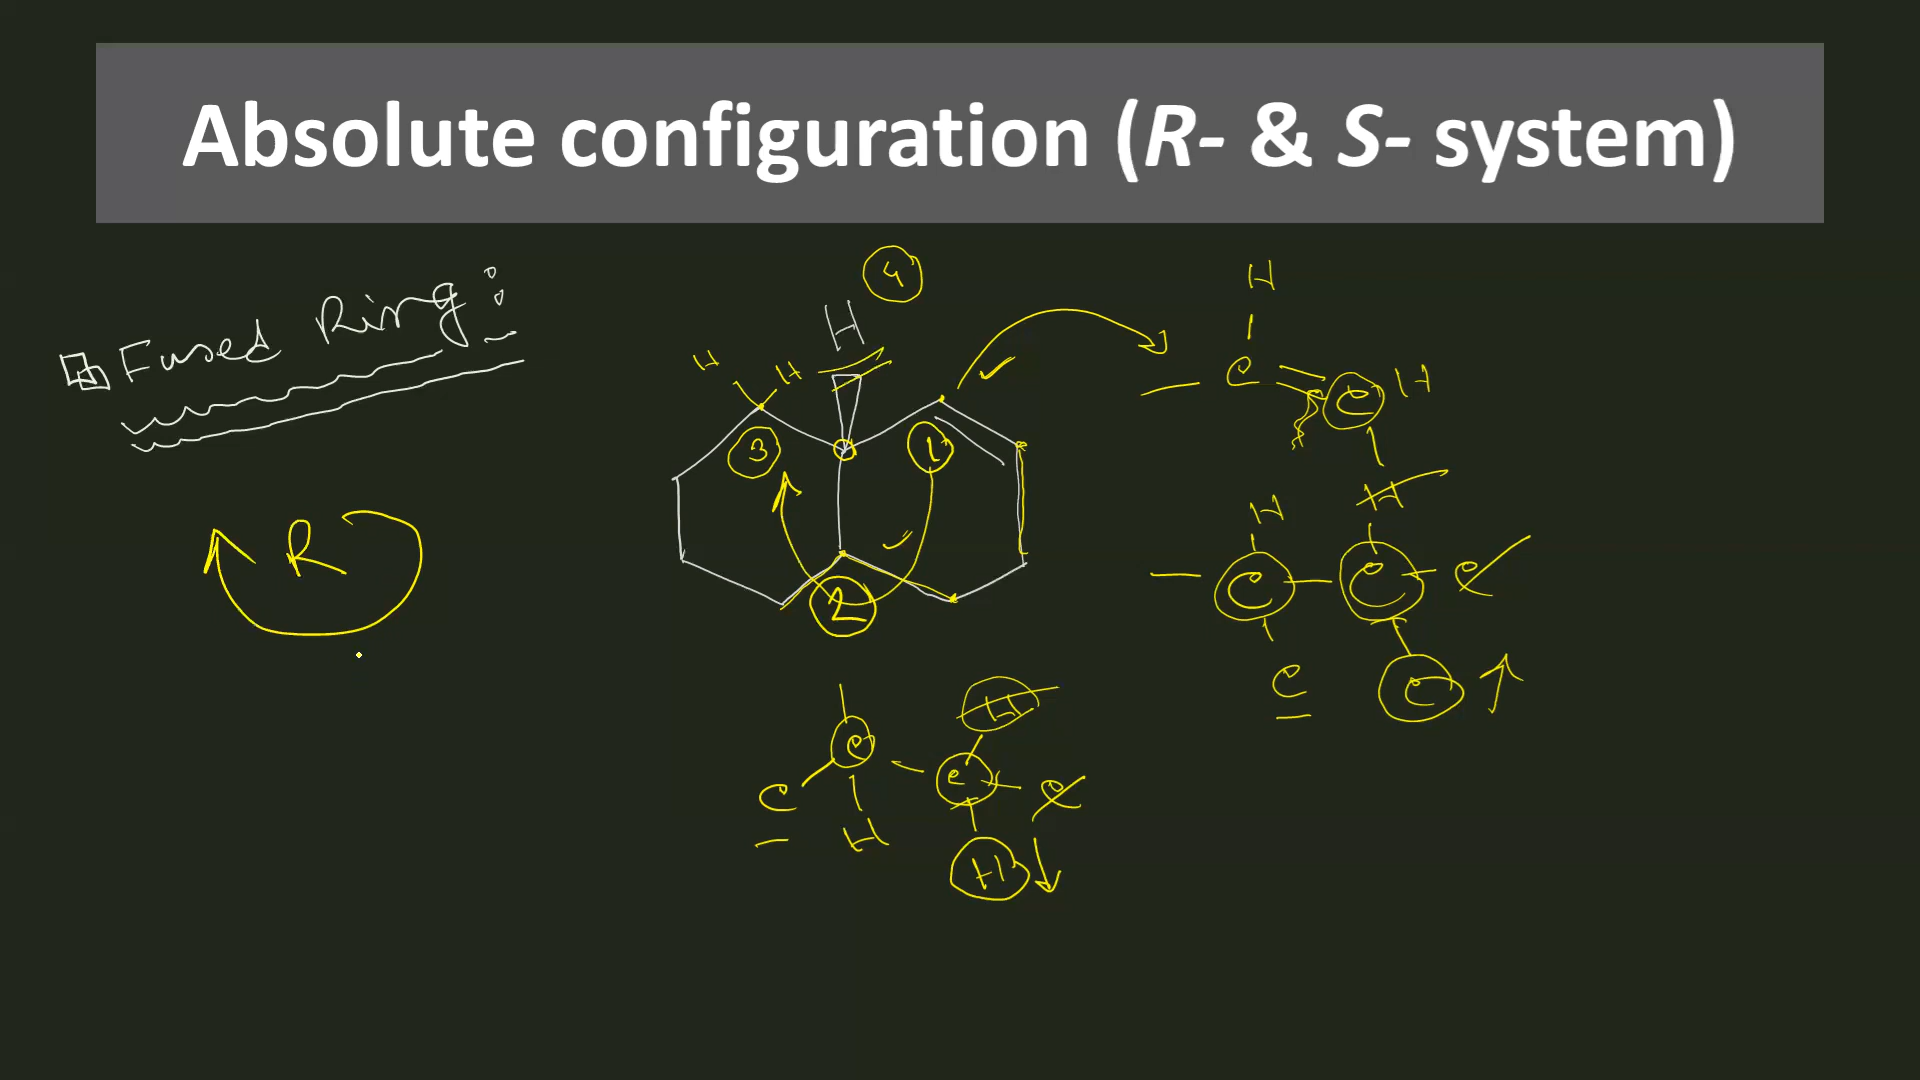 Absolute configuration (R- & S- system)
Fused Ring:
4
H
H
H H
H
3
1
2
R
C = C H
H
H H
C - C - C
C C
C - C - C
H
C H
H